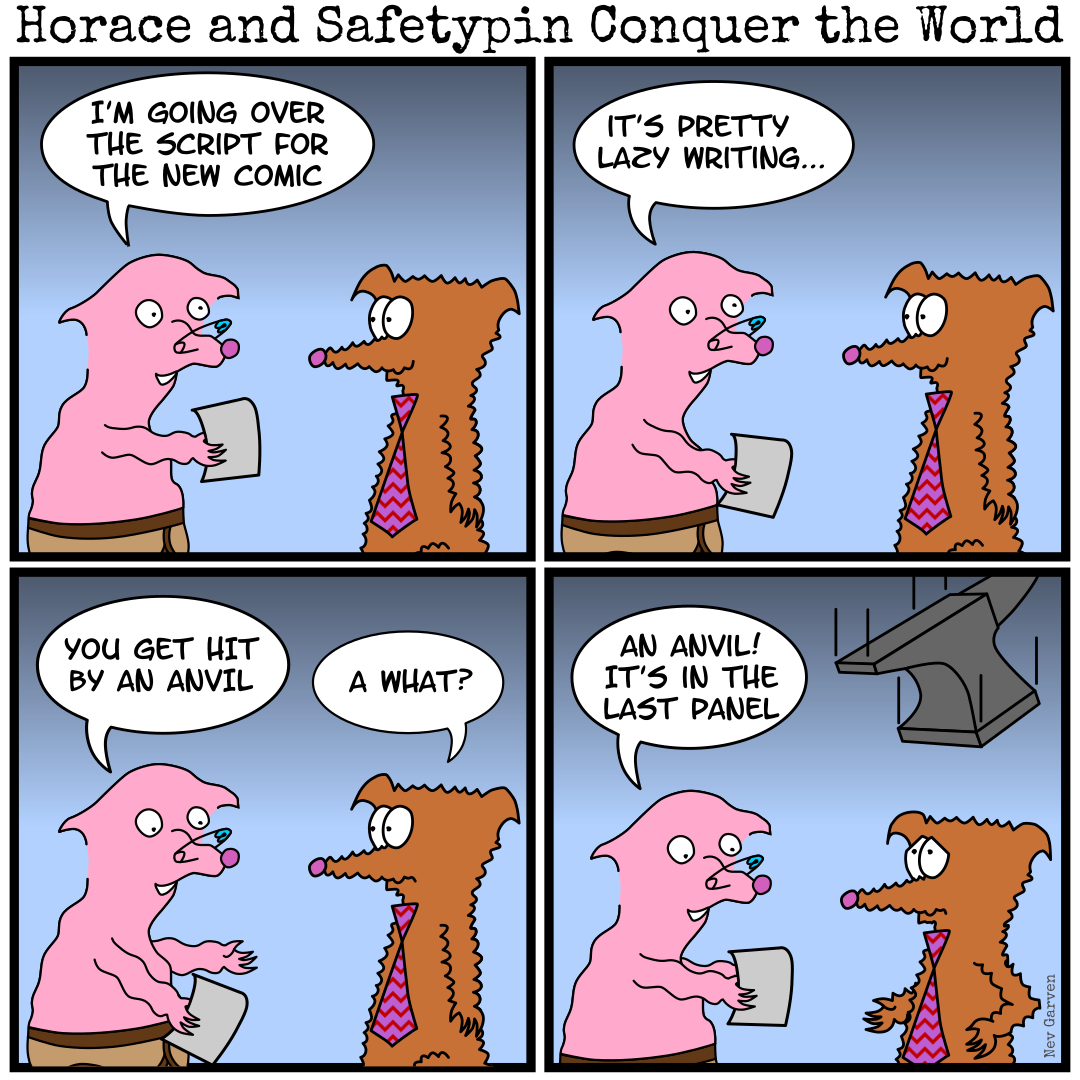 Horace and Safetypin Conquer the World
I'M GOING OVER
THE SCRIPT FOR
THE NEW COMIC
IT'S PRETTY
LAZY WRITING...
YOU GET HIT
BY AN ANVIL
A WHAT?
AN ANVIL!
IT'S IN THE
LAST PANEL
Nev Garven